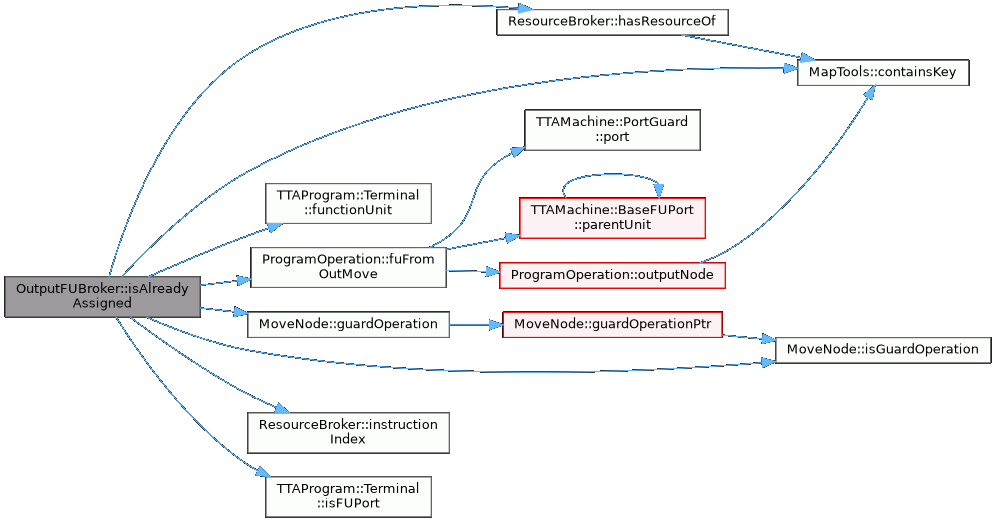 ResourceBroker::hasResourceOf
MapTools::containsKey
TTAMachine::PortGuard
::port
TTAProgram::Terminal
::functionUnit
TTAMachine::BaseFUPort
::parentUnit
ProgramOperation::fuFrom
OutMove
ProgramOperation::outputNode
OutputFUBroker::isAlready
Assigned
MoveNode::guardOperation
MoveNode::guardOperationPtr
MoveNode::isGuardOperation
ResourceBroker::instruction
Index
TTAProgram::Terminal
::isFUPort